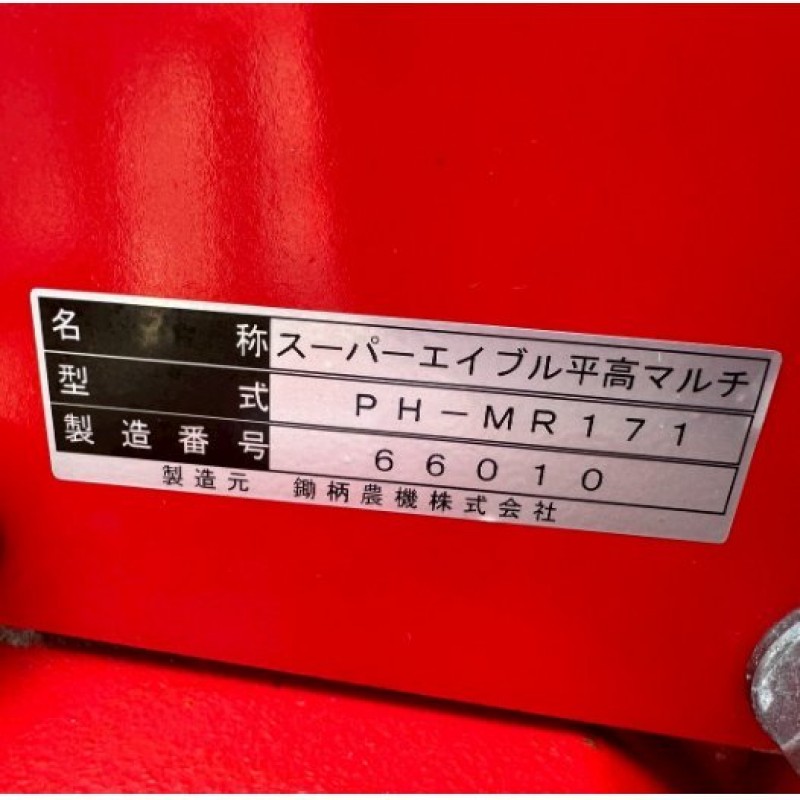 名称 スーパーエイブル平高マルチ
型式 PH-MR171
製造番号 66010
製造元 鋤柄農機株式会社